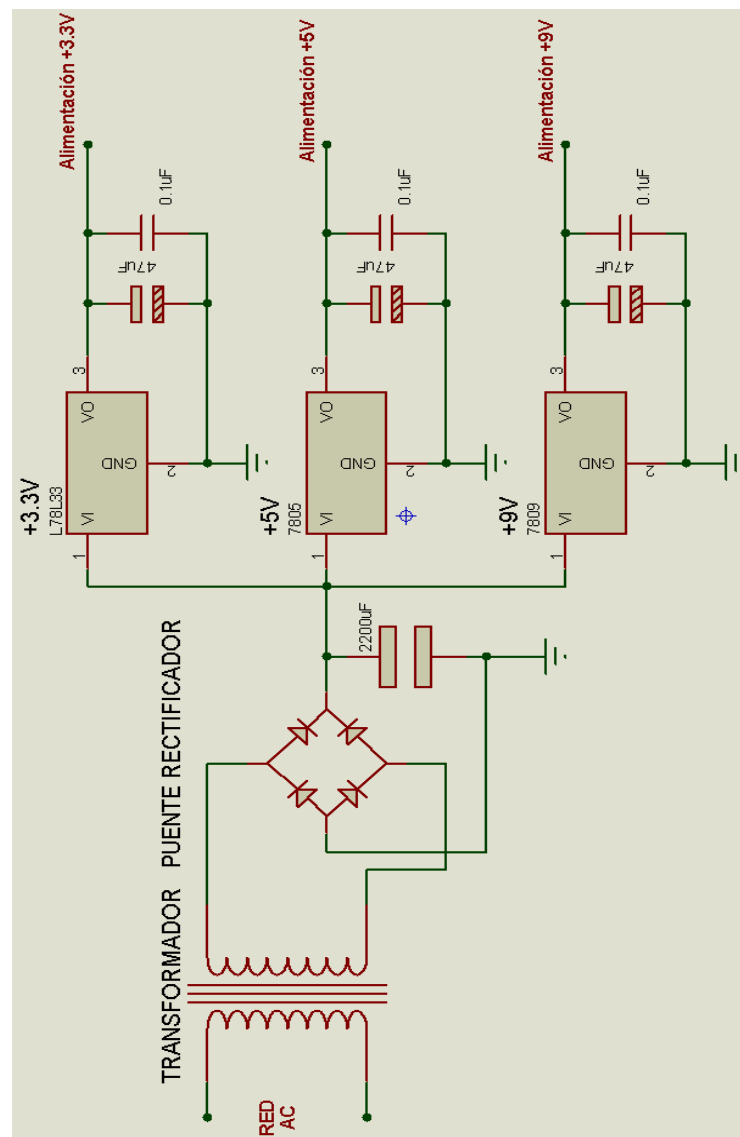 Alimentación +3.3V
Alimentación +5V
Alimentación +9V
0.1uF
0.1uF
0.1uF
47uF
47uF
47uF
+3.3V
L78L33
1
VI
VO
3
GND
2
+5V
7805
1
VI
VO
3
GND
2
+9V
7809
1
VI
VO
3
GND
2
2200uF
TRANSFORMADOR
PUENTE RECTIFICADOR
RED
AC